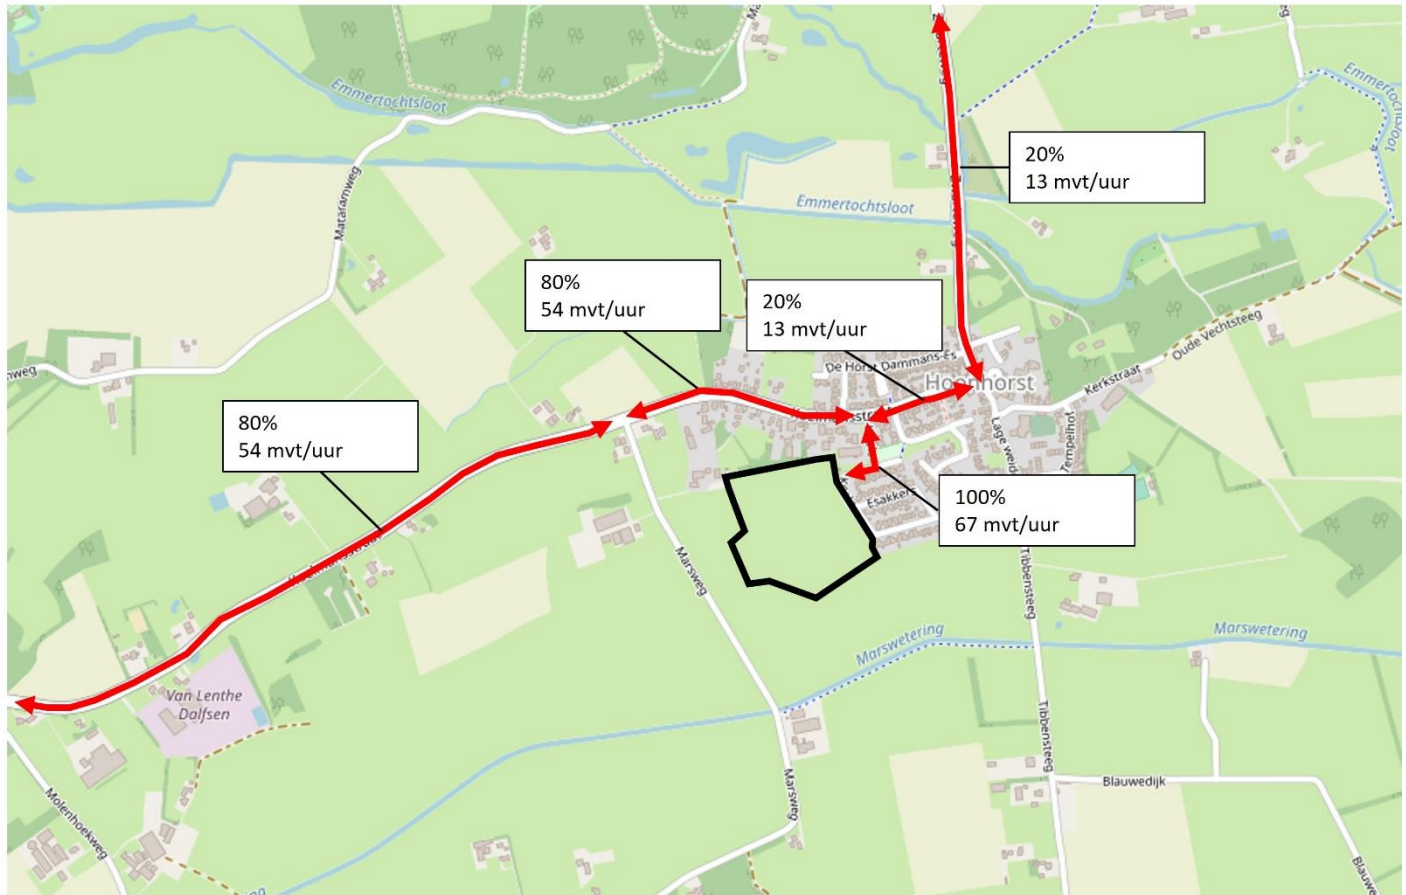 Emmertochtsloot
Emmertochtsloot
20%
13 mvt/uur
Mataramweg
Emmertochtsloot
80%
54 mvt/uur
20%
13 mvt/uur
Oude Vechtsteeg
De Horst Dammans-Es
Kerkstraat
Hoonhorst
80%
54 mvt/uur
Tempelhof
100%
67 mvt/uur
Esakkers
Marsweg
Tibbensteeg
Marswetering
Marswetering
Van Lenthe
Dalfsen
Tibbensteeg
Marsweg
Blauwedijk
Molenhoekweg